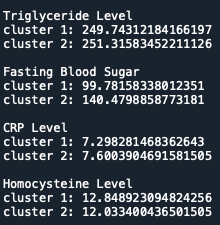 Triglyceride Level
cluster 1: 249.74312184166197
cluster 2: 251.31583452211126
Fasting Blood Sugar
cluster 1: 99.78158338012351
cluster 2: 140.4798858773181
CRP Level
cluster 1: 7.298281468362643
cluster 2: 7.6003904691581505
Homocysteine Level
cluster 1: 12.848923094824256
cluster 2: 12.033400436501505